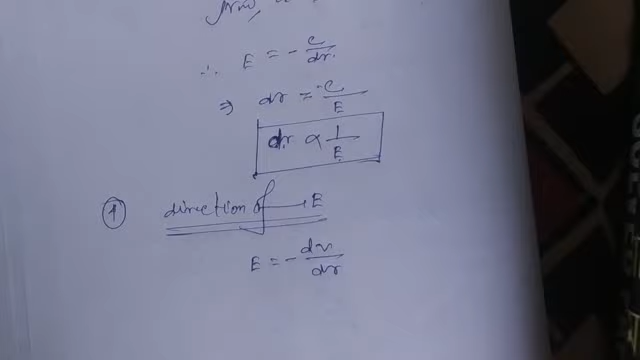 ∴ E = - C/dr
⇒ dr = -C/E
dr ∝ 1/E
① direction of E
E = - dv/dr